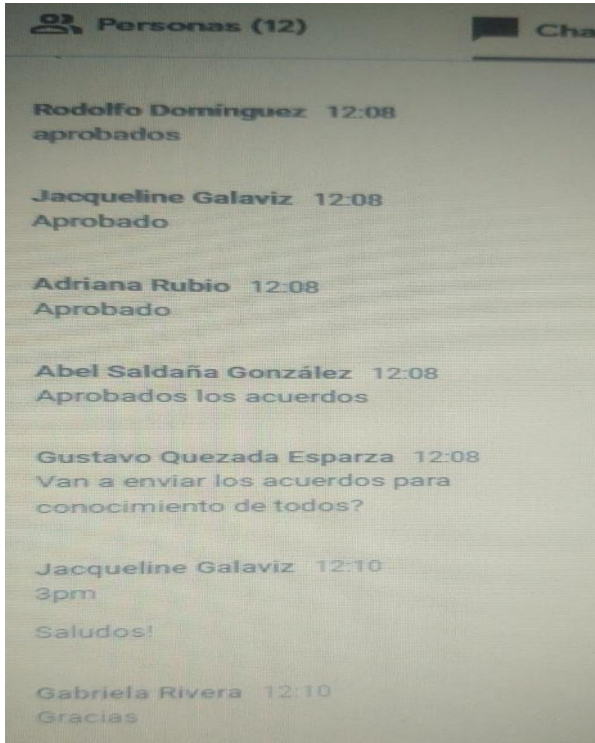 Personas (12)
Cha
Rodolfo Domínguez 12:08
aprobados
Jacqueline Galaviz 12:08
Aprobado
Adriana Rubio 12:08
Aprobado
Abel Saldaña González 12:08
Aprobados los acuerdos
Gustavo Quezada Esparza 12:08
Van a enviar los acuerdos para
conocimiento de todos?
Jacqueline Galaviz 12:10
3pm
Saludos!
Gabriela Rivera 12:10
Gracias